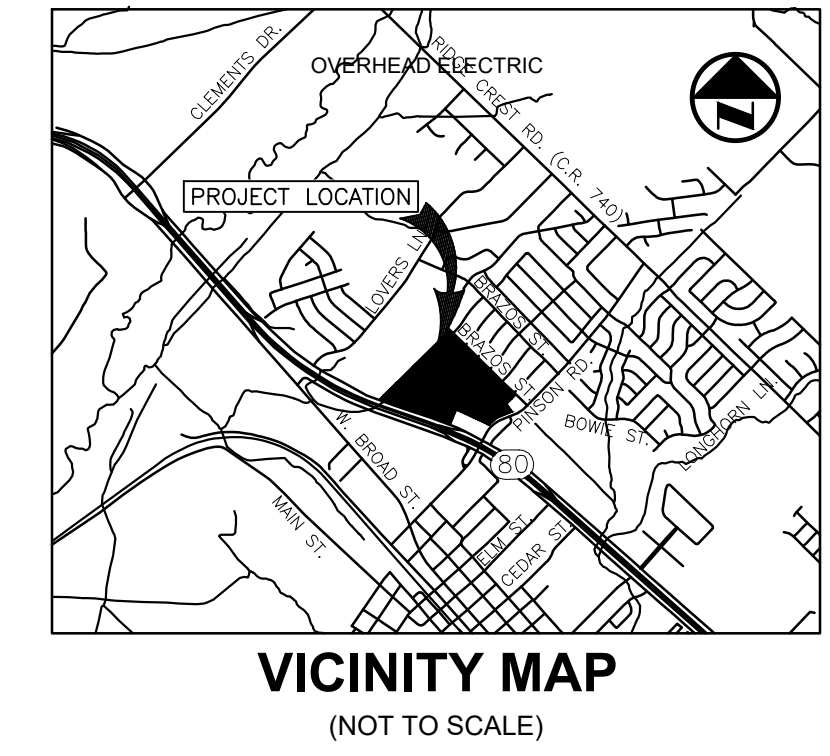 CLEMENTS DR.
OVERHEAD ELECTRIC
RIDGE CREST RD. (C.R. 740)
N
PROJECT LOCATION
LOVERS LN.
BRAZOS ST.
BRAZOS ST.
PINSON RD.
BOWIE ST.
LONGHORN LN.
W. BROAD ST.
80
MAIN ST.
ELM ST.
CEDAR ST.
VICINITY MAP
(NOT TO SCALE)